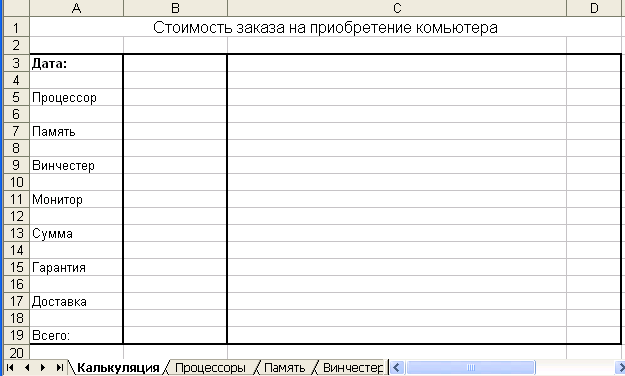 A B C D
1 Стоимость заказа на приобретение комьютера
2
3 Дата:
4
5 Процессор
6
7 Память
8
9 Винчестер
10
11 Монитор
12
13 Сумма
14
15 Гарантия
16
17 Доставка
18
19 Всего:
20
Калькуляция Процессоры Память Винчестер